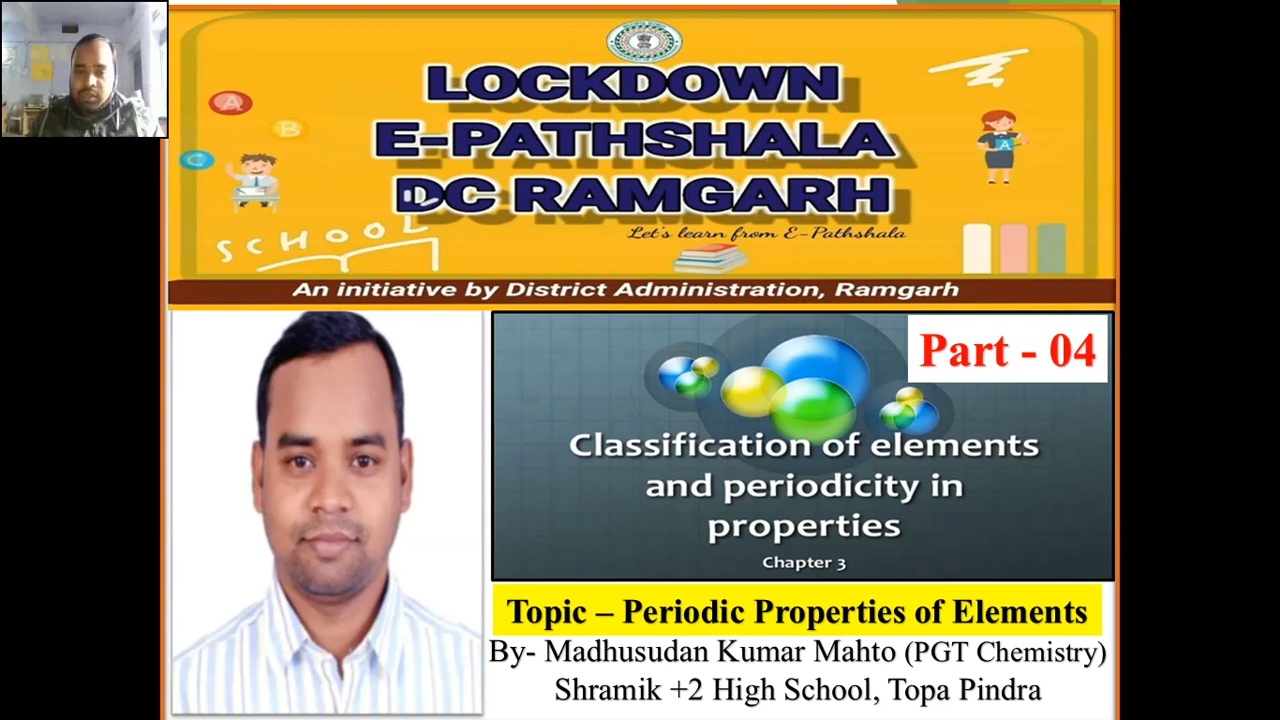 LOCKDOWN
E-PATHSHALA
DC RAMGARH
A
B
C
A
SCHOOL
Let's learn from E-Pathshala
An initiative by District Administration, Ramgarh
Part - 04
Classification of elements
and periodicity in
properties
Chapter 3
Topic – Periodic Properties of Elements
By- Madhusudan Kumar Mahto (PGT Chemistry)
Shramik +2 High School, Topa Pindra